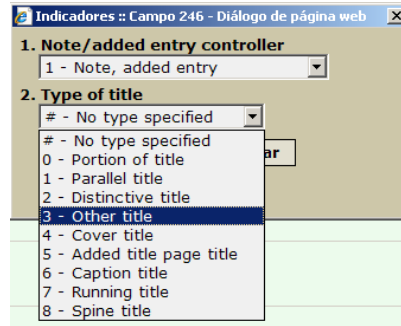 Indicadores :: Campo 246 - Diálogo de página web
1. Note/added entry controller
1 - Note, added entry
2. Type of title
# - No type specified
# - No type specified
0 - Portion of title
1 - Parallel title
2 - Distinctive title
3 - Other title
4 - Cover title
5 - Added title page title
6 - Caption title
7 - Running title
8 - Spine title